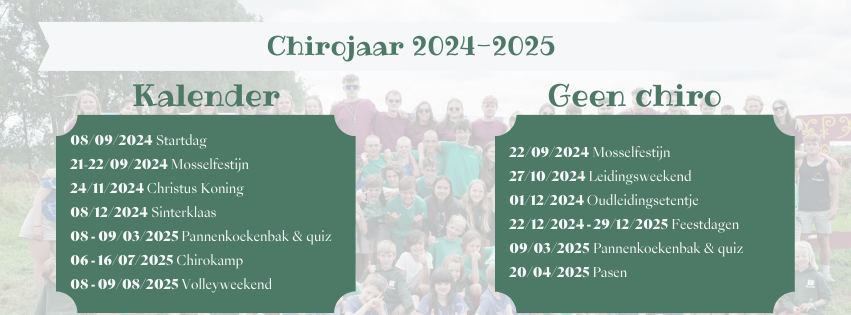 Chirojaar 2024-2025
Kalender
08/09/2024 Startdag
21-22/09/2024 Mosselfestijn
24/11/2024 Christus Koning
08/12/2024 Sinterklaas
08 - 09/03/2025 Pannenkoekenbak & quiz
06 - 16/07/2025 Chirokamp
08 - 09/08/2025 Volleyweekend
Geen chiro
22/09/2024 Mosselfestijn
27/10/2024 Leidingsweekend
01/12/2024 Oudleidingsetentje
22/12/2024 - 29/12/2025 Feestdagen
09/03/2025 Pannenkoekenbak & quiz
20/04/2025 Pasen